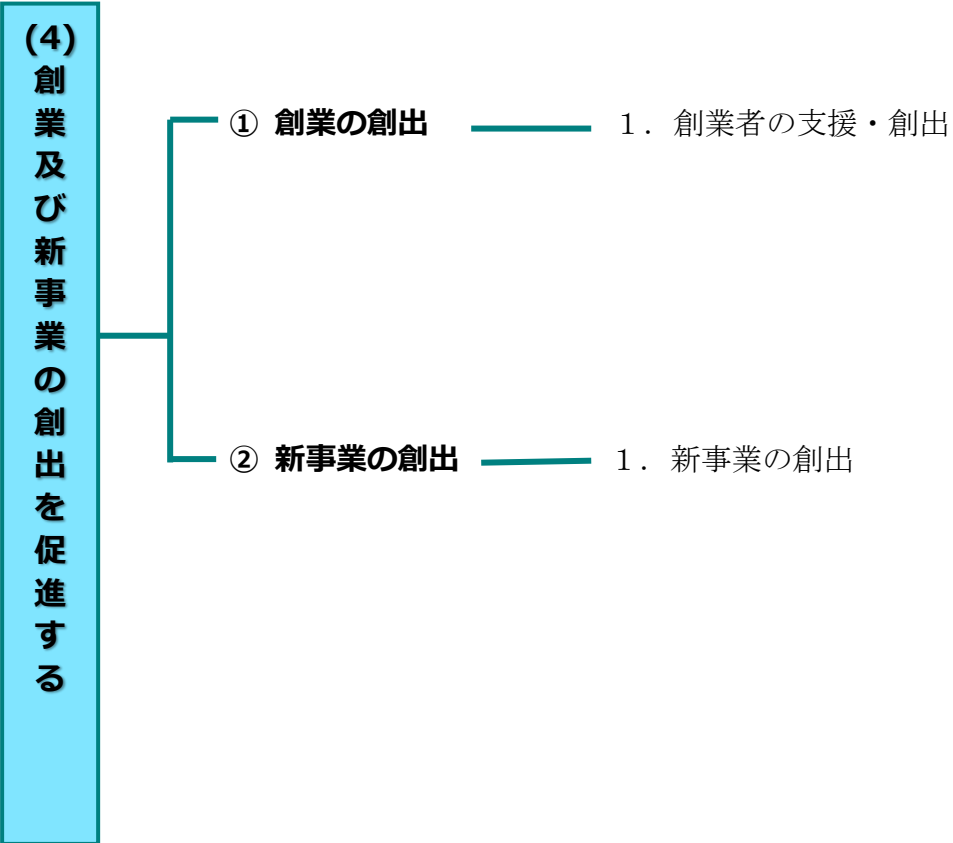 (4)創業及び新事業の創出を促進する
① 創業の創出
１．創業者の支援・創出
② 新事業の創出
１．新事業の創出